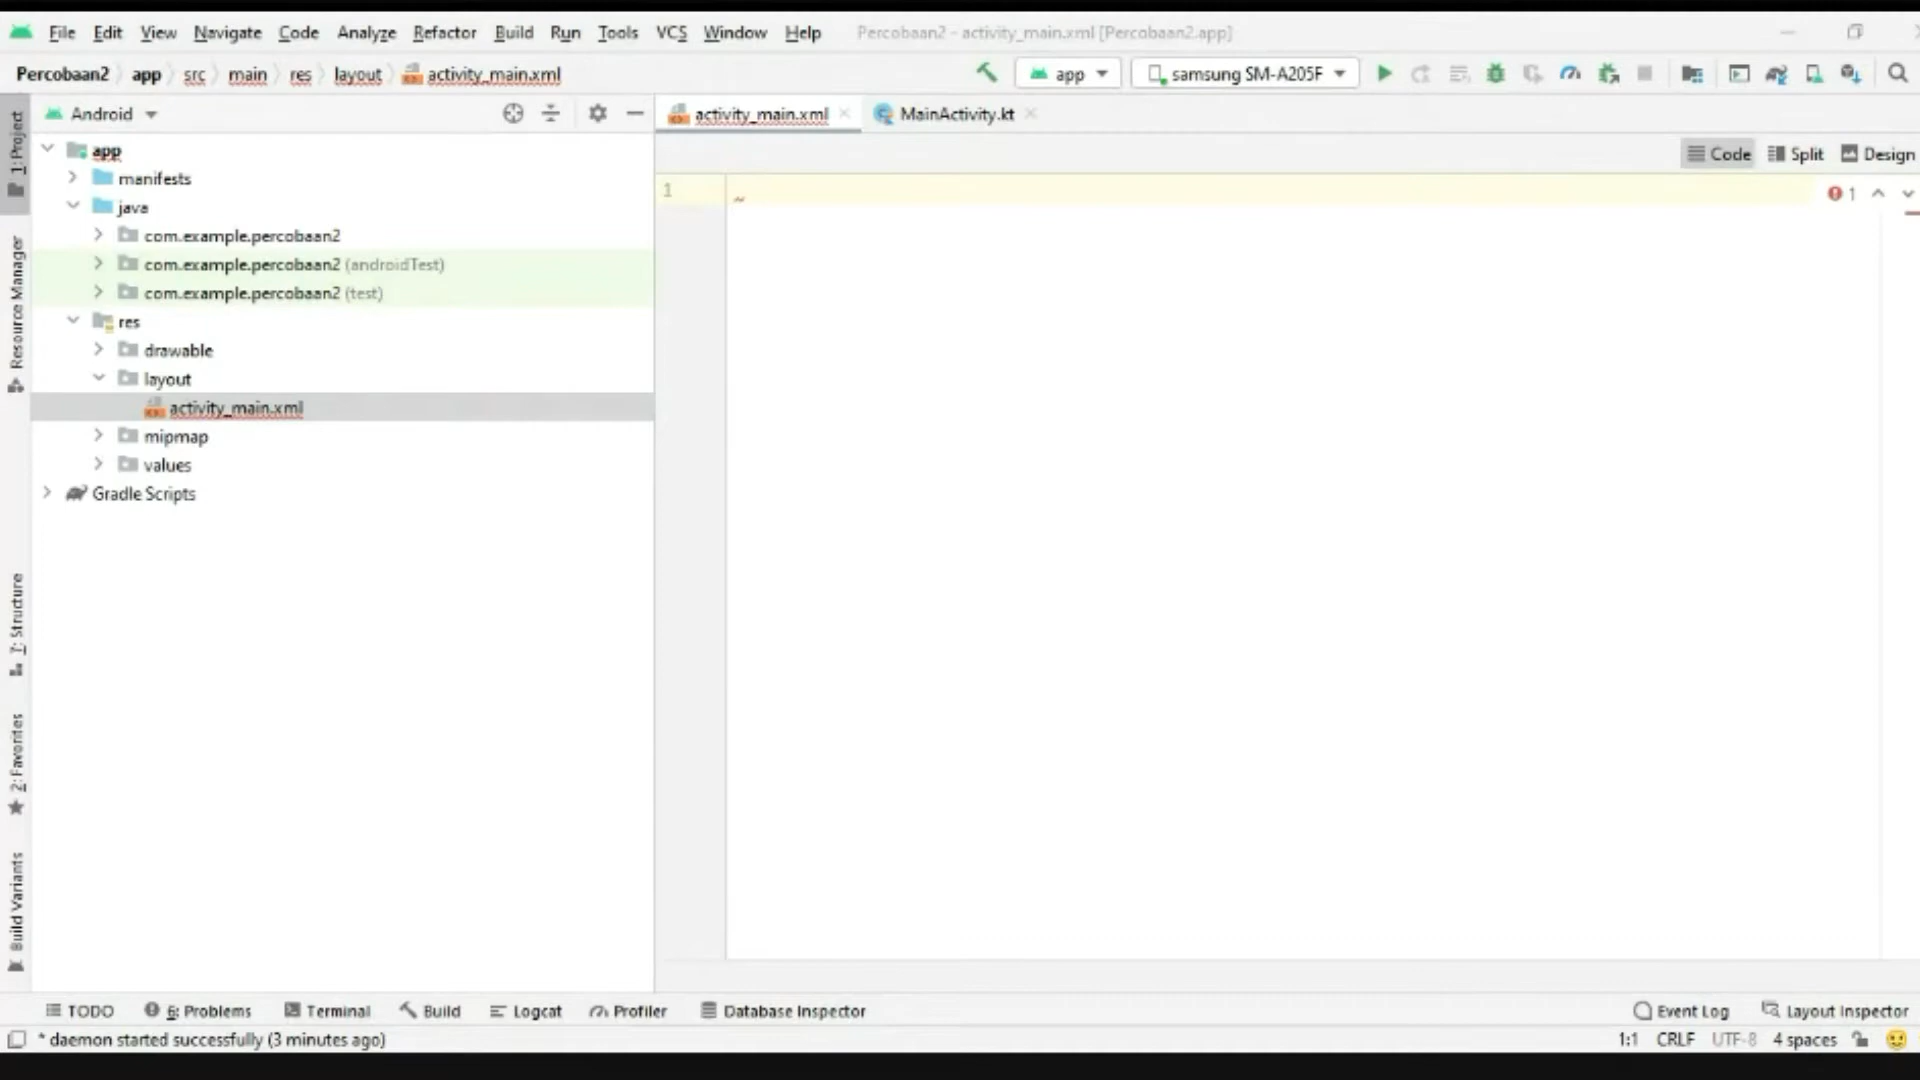 File Edit View Navigate Code Analyze Refactor Build Run Tools VCS Window Help Percobaan2 - activity_main.xml [Percobaan2.app]
Percobaan2 app src main res layout activity_main.xml app samsung SM-A205F
Android activity_main.xml MainActivity.kt
Code Split Design
1 1
app
manifests
java
com.example.percobaan2
com.example.percobaan2 (androidTest)
com.example.percobaan2 (test)
res
drawable
layout
activity_main.xml
mipmap
values
Gradle Scripts
1: Project
Resource Manager
7: Structure
2: Favorites
Build Variants
TODO 6: Problems Terminal Build Logcat Profiler Database Inspector Event Log Layout Inspector
* daemon started successfully (3 minutes ago) 1:1 CRLF UTF-8 4 spaces